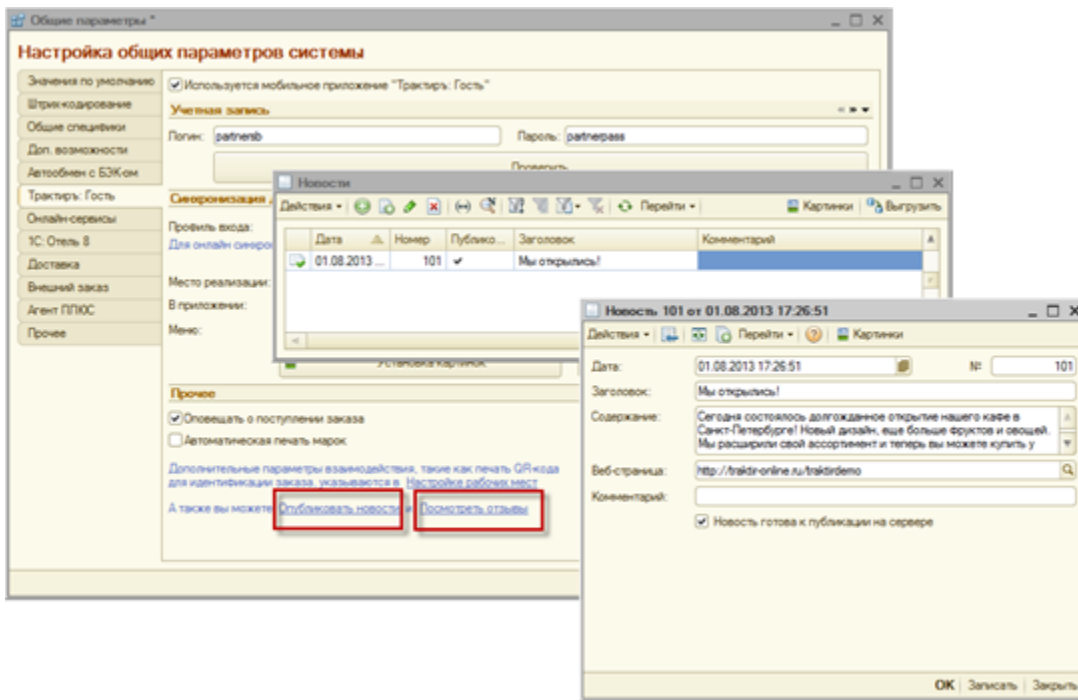 Общие параметры *
Настройка общих параметров системы
Значения по умолчанию
Штрих-кодирование
Общие специфики
Доп. возможности
Автообмен с БЭК-ом
Трактиръ: Гость
Онлайн-сервисы
1С: Отель 8
Доставка
Внешний заказ
Агент ПЛЮС
Прочее
Используется мобильное приложение "Трактиръ: Гость"
Учетная запись
Логин: partnersb Пароль: partnerpass
Проверить
Синхронизация
Профиль входа:
Для онлайн синхро
Место реализации:
В приложении:
Меню:
Установка картинок
Прочее
Оповещать о поступлении заказа
Автоматическая печать марок
Дополнительные параметры взаимодействия, такие как печать QR-кода
для идентификации заказа, указываются в Настройке рабочих мест
А также вы можете Опубликовать новости и Посмотреть отзывы
Новости
Действия Перейти Картинки Выгрузить
Дата Номер Публико... Заголовок Комментарий
01.08.2013 ... 101 Мы открылись!
Новость 101 от 01.08.2013 17:26:51
Действия Перейти Картинки
Дата: 01.08.2013 17:26:51 №: 101
Заголовок: Мы открылись!
Содержание: Сегодня состоялось долгожданное открытие нашего кафе в
Санкт-Петербурге! Новый дизайн, еще больше фруктов и овощей.
Мы расширили свой ассортимент и теперь вы можете купить у
Веб-страница: http://traktir-online.ru/traktirdemo
Комментарий:
Новость готова к публикации на сервере
OK Записать Закрыть